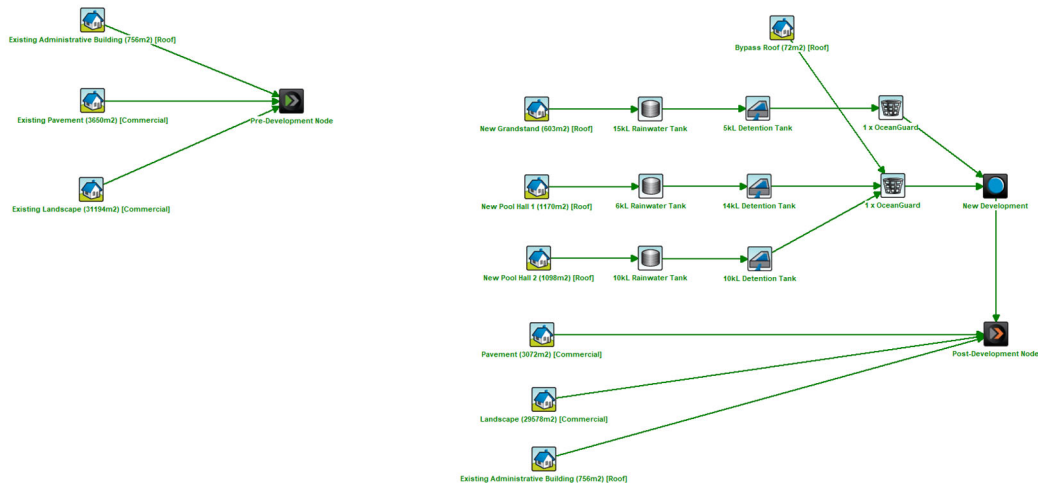 Existing Administrative Building (756m2) [Roof]
Existing Pavement (3650m2) [Commercial]
Pre-Development Node
Existing Landscape (31194m2) [Commercial]
Bypass Roof (72m2) [Roof]
New Grandstand (603m2) [Roof]
15kL Rainwater Tank
5kL Detention Tank
1 x OceanGuard
New Pool Hall 1 (1170m2) [Roof]
6kL Rainwater Tank
14kL Detention Tank
1 x OceanGuard
New Development
New Pool Hall 2 (1098m2) [Roof]
10kL Rainwater Tank
10kL Detention Tank
Pavement (3072m2) [Commercial]
Post-Development Node
Landscape (29578m2) [Commercial]
Existing Administrative Building (756m2) [Roof]